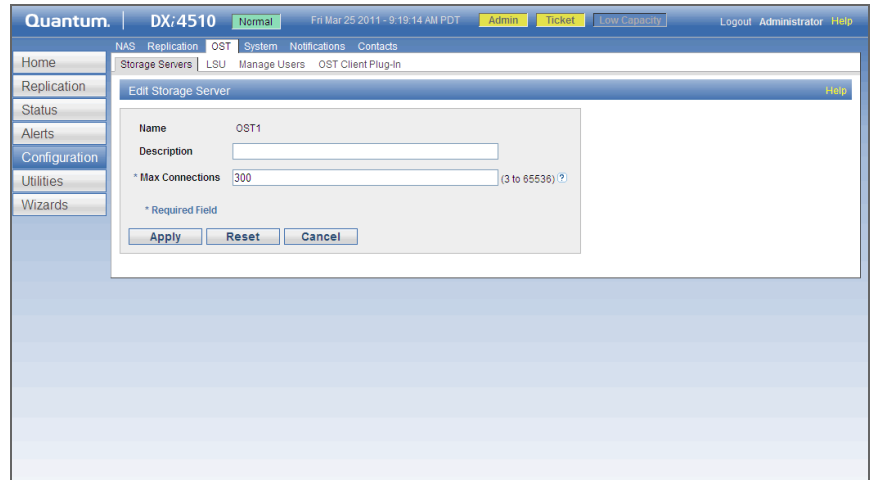 Quantum. DXi4510 Normal Fri Mar 25 2011 - 9:19:14 AM PDT Admin Ticket Low Capacity Logout Administrator Help
NAS Replication OST System Notifications Contacts
Home
Storage Servers LSU Manage Users OST Client Plug-In
Replication
Edit Storage Server Help
Status
Alerts
Name OST1
Configuration
Description
Utilities
* Max Connections 300 (3 to 65536) ?
Wizards
* Required Field
Apply Reset Cancel